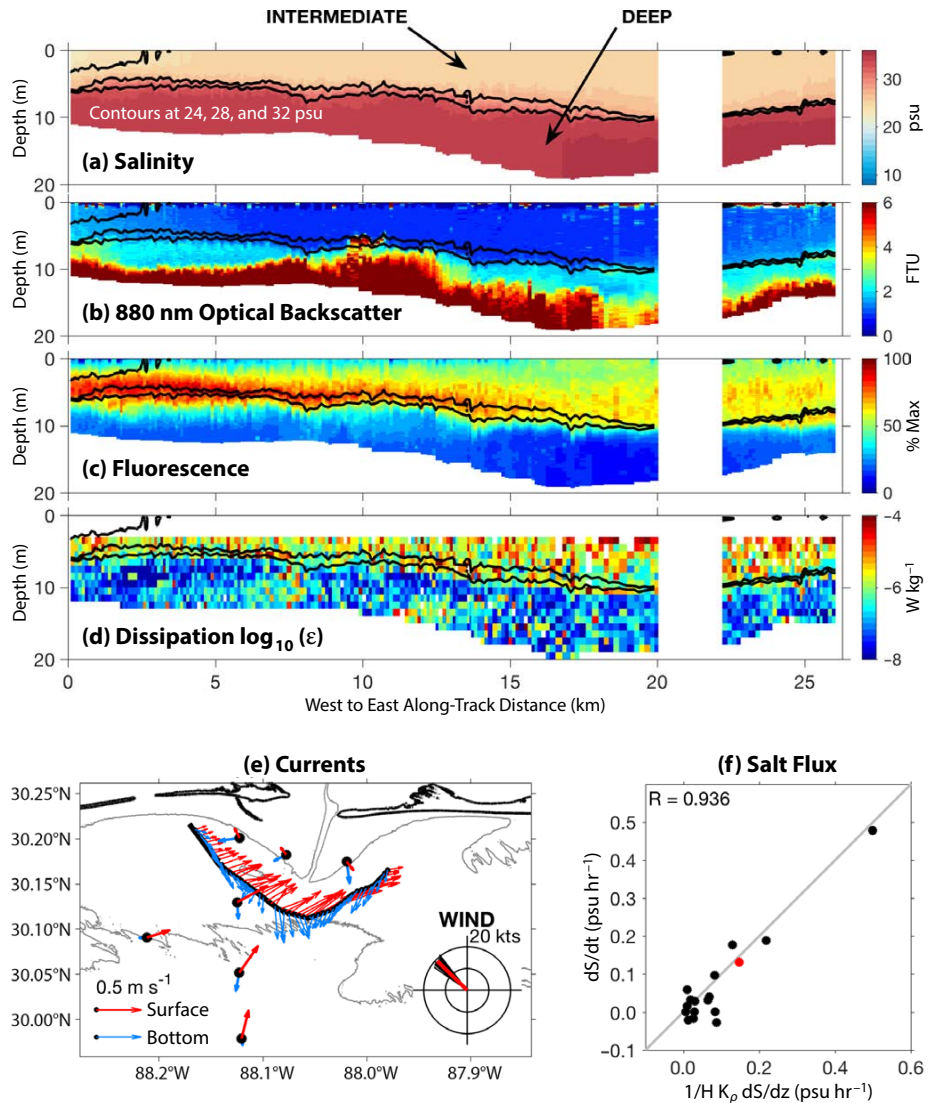 INTERMEDIATE
DEEP
0
10
20
Depth (m)
Contours at 24, 28, and 32 psu
(a) Salinity
30
20
10
psu
0
10
20
Depth (m)
(b) 880 nm Optical Backscatter
6
4
2
0
FTU
0
10
20
Depth (m)
(c) Fluorescence
100
50
0
% Max
0
10
20
Depth (m)
(d) Dissipation log₁₀ (ε)
−4
−6
−8
W kg⁻¹
0 5 10 15 20 25
West to East Along-Track Distance (km)
(e) Currents
30.25°N
30.20°N
30.15°N
30.10°N
30.05°N
30.00°N
WIND
20 kts
0.5 m s⁻¹
Surface
Bottom
88.2°W 88.1°W 88.0°W 87.9°W
(f) Salt Flux
R = 0.936
0.5
0.4
0.3
0.2
0.1
0.0
−0.1
dS/dt (psu hr⁻¹)
0.0 0.2 0.4 0.6
1/H Kρ dS/dz (psu hr⁻¹)